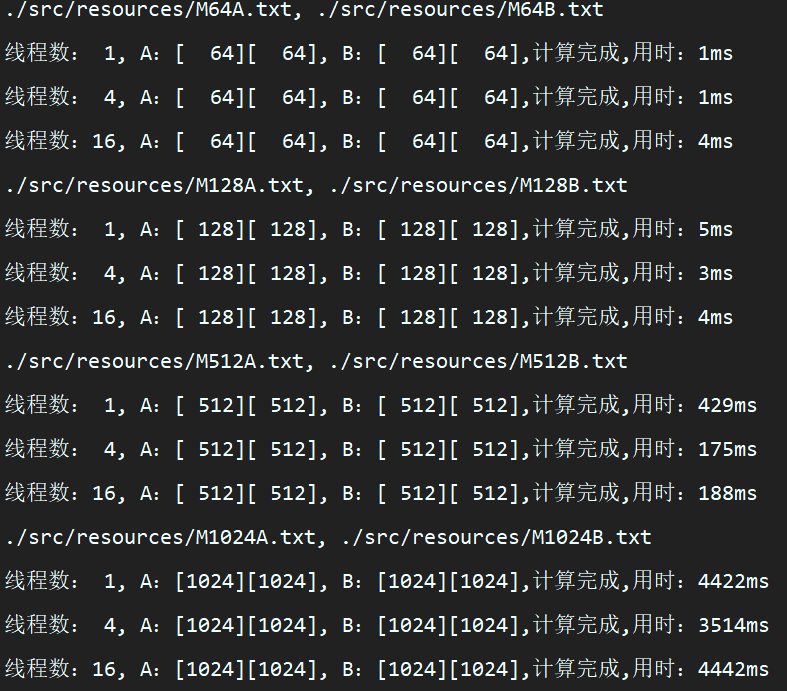 ./src/resources/M64A.txt, ./src/resources/M64B.txt
线程数： 1, A：[  64][  64], B：[  64][  64],计算完成,用时：1ms
线程数： 4, A：[  64][  64], B：[  64][  64],计算完成,用时：1ms
线程数：16, A：[  64][  64], B：[  64][  64],计算完成,用时：4ms
./src/resources/M128A.txt, ./src/resources/M128B.txt
线程数： 1, A：[ 128][ 128], B：[ 128][ 128],计算完成,用时：5ms
线程数： 4, A：[ 128][ 128], B：[ 128][ 128],计算完成,用时：3ms
线程数：16, A：[ 128][ 128], B：[ 128][ 128],计算完成,用时：4ms
./src/resources/M512A.txt, ./src/resources/M512B.txt
线程数： 1, A：[ 512][ 512], B：[ 512][ 512],计算完成,用时：429ms
线程数： 4, A：[ 512][ 512], B：[ 512][ 512],计算完成,用时：175ms
线程数：16, A：[ 512][ 512], B：[ 512][ 512],计算完成,用时：188ms
./src/resources/M1024A.txt, ./src/resources/M1024B.txt
线程数： 1, A：[1024][1024], B：[1024][1024],计算完成,用时：4422ms
线程数： 4, A：[1024][1024], B：[1024][1024],计算完成,用时：3514ms
线程数：16, A：[1024][1024], B：[1024][1024],计算完成,用时：4442ms